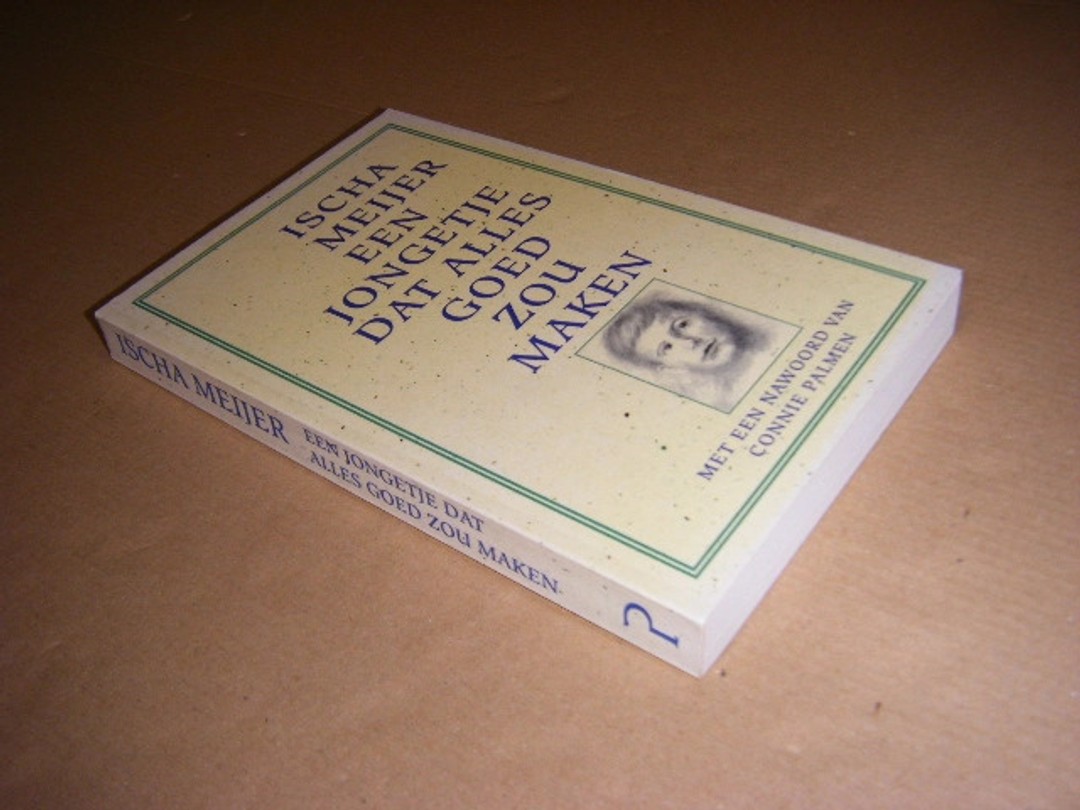 ISCHA
MEIJER
EEN
JONGETJE
DAT ALLES
GOED
ZOU
MAKEN
MET EEN NAWOORD VAN
CONNIE PALMEN
ISCHA MEIJER
EEN JONGETJE DAT
ALLES GOED ZOU MAKEN
P